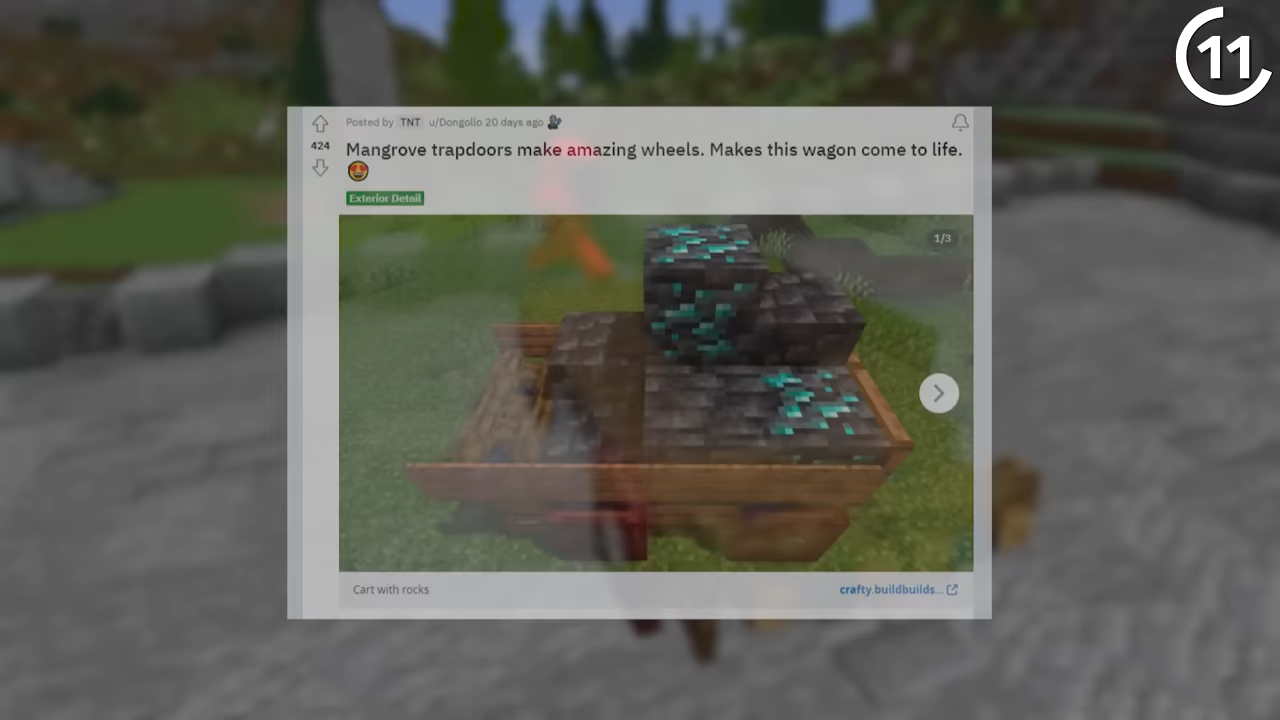 11
Posted by TNT u/Dongollo 20 days ago
424
Mangrove trapdoors make amazing wheels. Makes this wagon come to life.
Exterior Detail
1/3
Cart with rocks
crafty.buildbuilds...